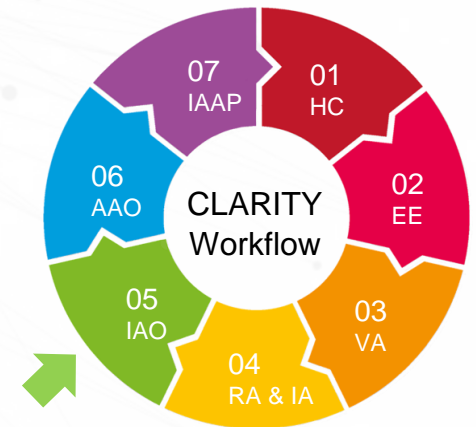 CLARITY
Workflow
01
HC
02
EE
03
VA
04
RA & IA
05
IAO
06
AAO
07
IAAP